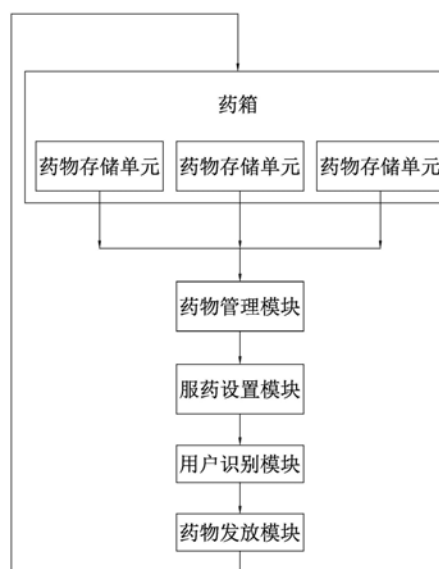 药箱
药物存储单元 药物存储单元 药物存储单元
药物管理模块
服药设置模块
用户识别模块
药物发放模块